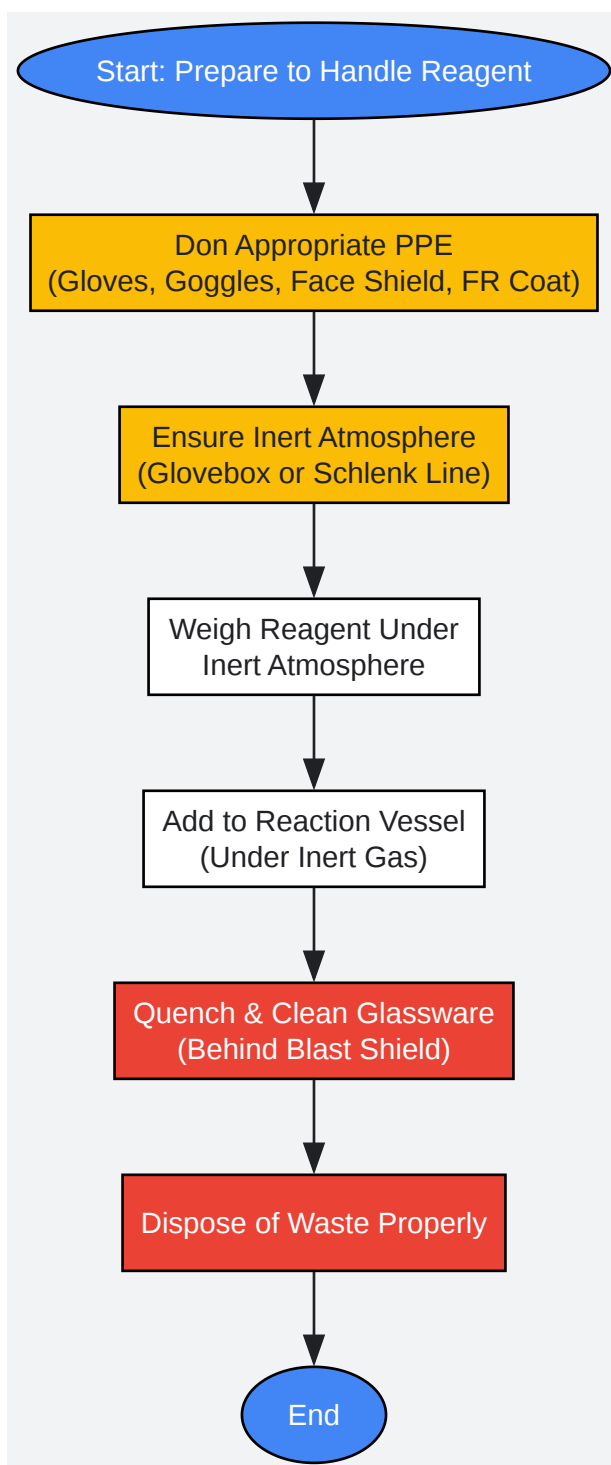 Start: Prepare to Handle Reagent
Don Appropriate PPE
(Gloves, Goggles, Face Shield, FR Coat)
Ensure Inert Atmosphere
(Glovebox or Schlenk Line)
Weigh Reagent Under
Inert Atmosphere
Add to Reaction Vessel
(Under Inert Gas)
Quench & Clean Glassware
(Behind Blast Shield)
Dispose of Waste Properly
End